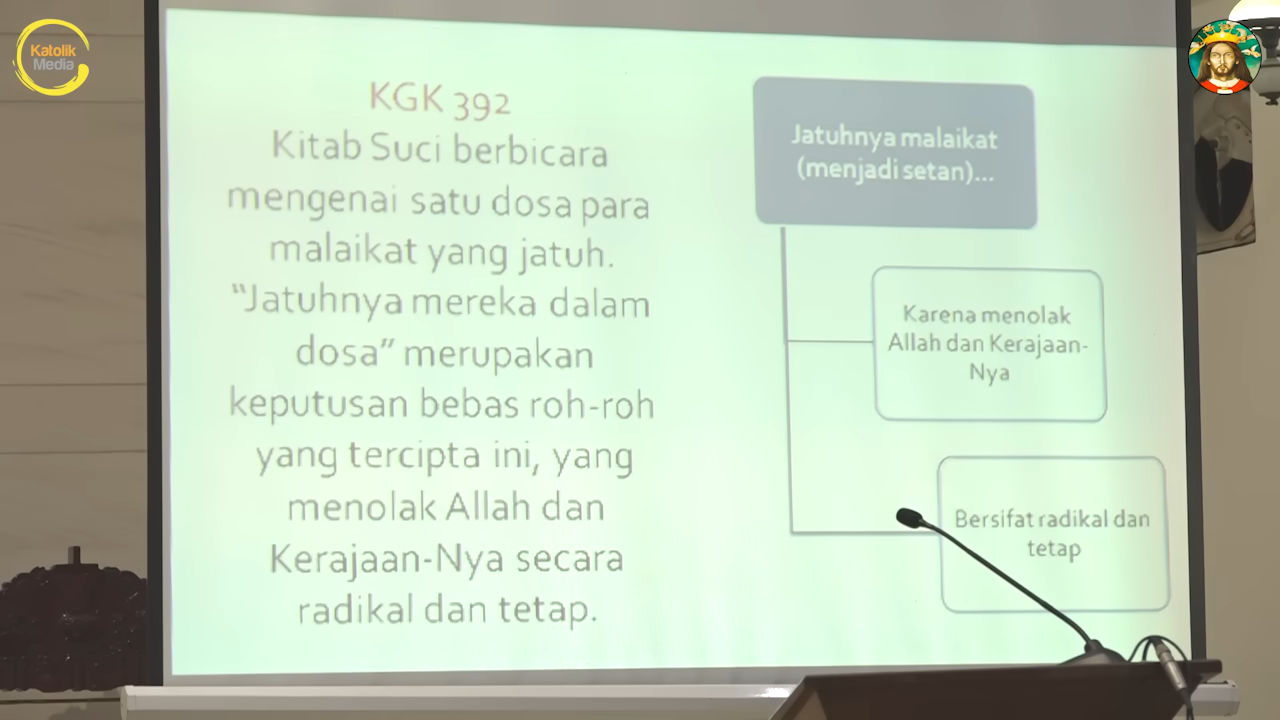 Katolik
Media
KGK 392
Kitab Suci berbicara
mengenai satu dosa para
malaikat yang jatuh.
“Jatuhnya mereka dalam
dosa” merupakan
keputusan bebas roh-roh
yang tercipta ini, yang
menolak Allah dan
Kerajaan-Nya secara
radikal dan tetap.
Jatuhnya malaikat
(menjadi setan)...
Karena menolak
Allah dan Kerajaan-
Nya
Bersifat radikal dan
tetap